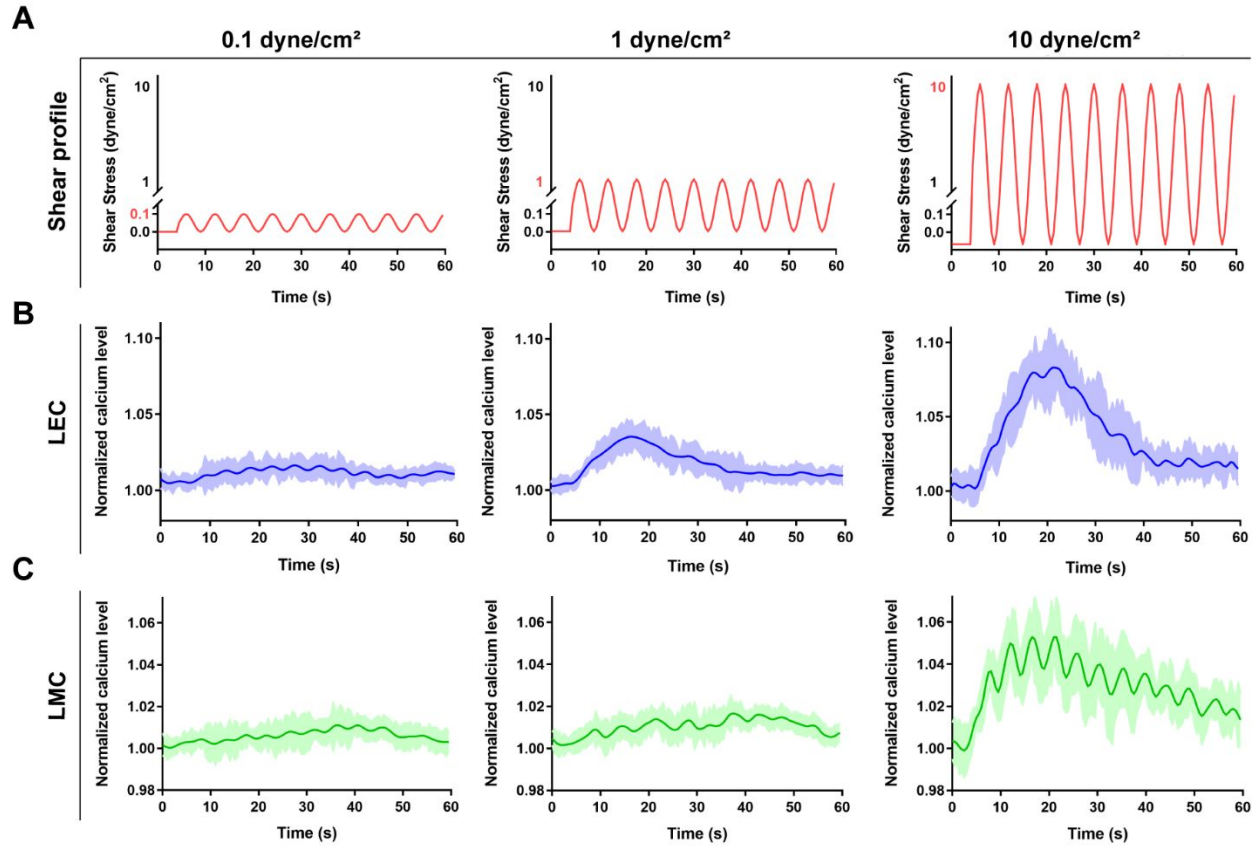 A
0.1 dyne/cm² 1 dyne/cm² 10 dyne/cm²
Shear profile
Shear Stress (dyne/cm²)
10
1
0.1
0.0
0 10 20 30 40 50 60
Time (s)
Shear Stress (dyne/cm²)
10
1
0.1
0.0
0 10 20 30 40 50 60
Time (s)
Shear Stress (dyne/cm²)
10
1
0.1
0.0
0 10 20 30 40 50 60
Time (s)
B
LEC
Normalized calcium level
1.10
1.05
1.00
0 10 20 30 40 50 60
Time (s)
Normalized calcium level
1.10
1.05
1.00
0 10 20 30 40 50 60
Time (s)
Normalized calcium level
1.10
1.05
1.00
0 10 20 30 40 50 60
Time (s)
C
LMC
Normalized calcium level
1.06
1.04
1.02
1.00
0.98
0 10 20 30 40 50 60
Time (s)
Normalized calcium level
1.06
1.04
1.02
1.00
0.98
0 10 20 30 40 50 60
Time (s)
Normalized calcium level
1.06
1.04
1.02
1.00
0.98
0 10 20 30 40 50 60
Time (s)